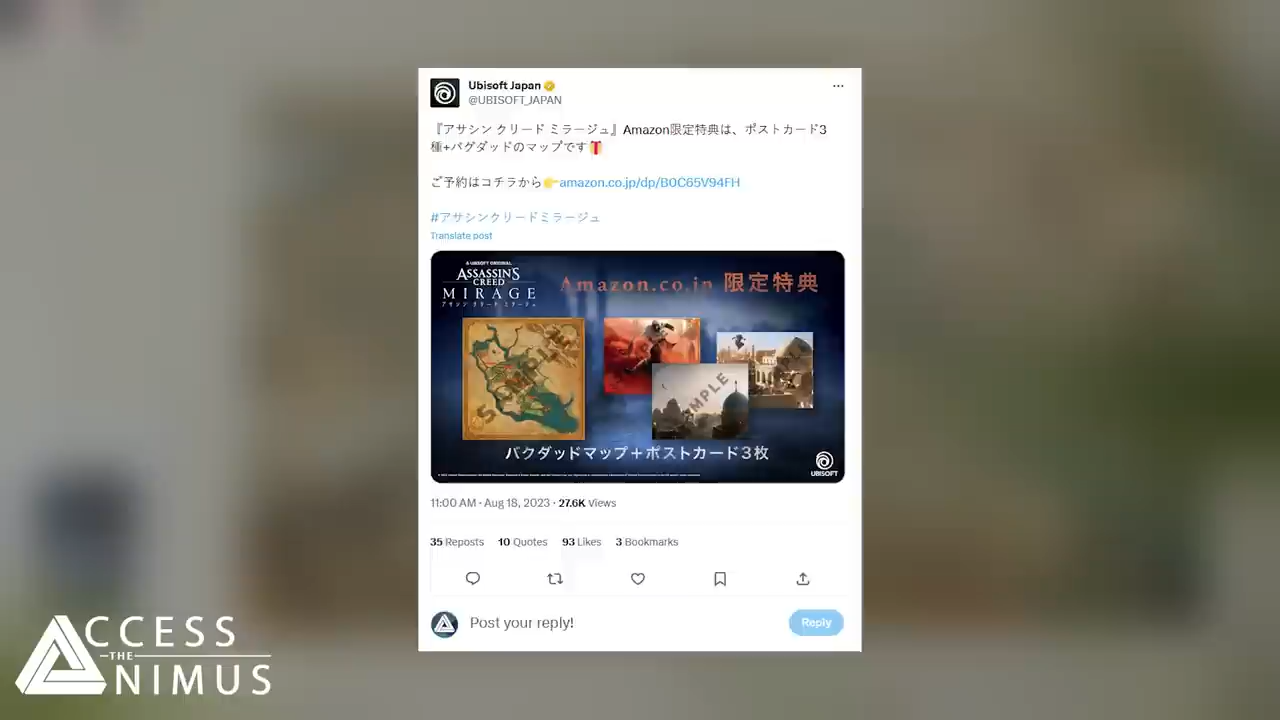 Ubisoft Japan
@UBISOFT_JAPAN
『アサシン クリード ミラージュ』Amazon限定特典は、ポストカード3
種+バグダッドのマップです🎁
ご予約はコチラから👉amazon.co.jp/dp/B0C65V94FH
#アサシンクリードミラージュ
Translate post
A UBISOFT ORIGINAL
ASSASSIN'S
CREED
MIRAGE
アサシン クリード ミラージュ
Amazon.co.jp 限定特典
SAMPLE
バグダッドマップ＋ポストカード３枚
UBISOFT
11:00 AM · Aug 18, 2023 · 27.6K Views
35 Reposts 10 Quotes 93 Likes 3 Bookmarks
Post your reply!
Reply
ACCESS
THE
ANIMUS